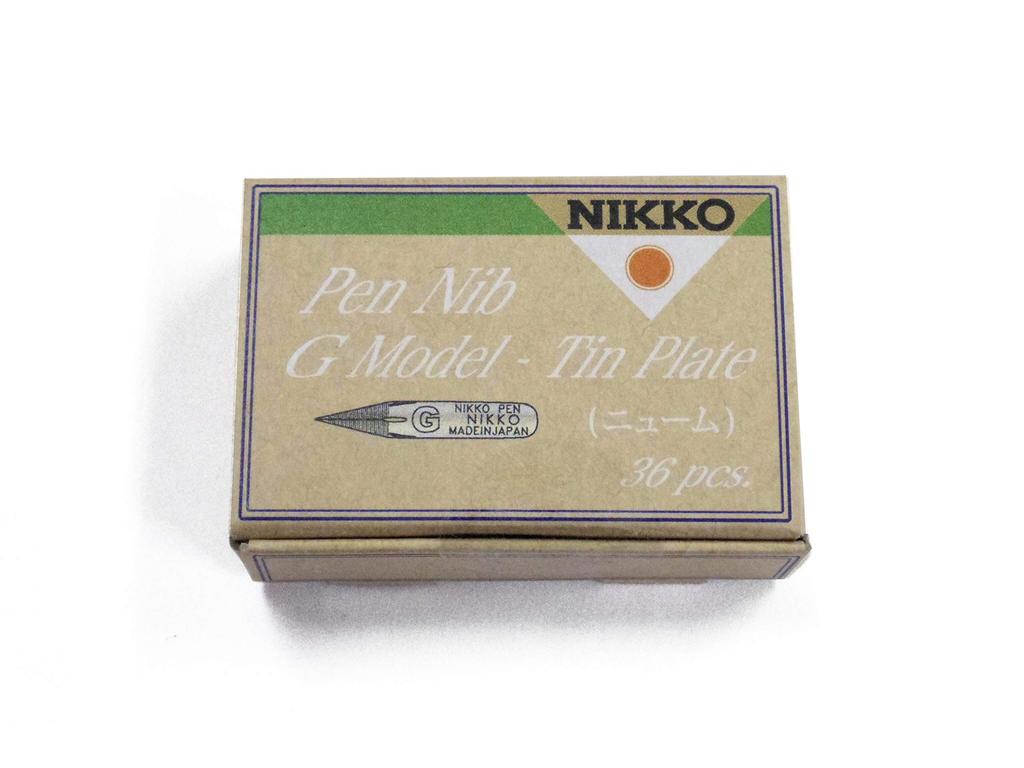 NIKKO
Pen Nib
G Model - Tin Plate
G
NIKKO PEN
NIKKO
MADEINJAPAN
(ニューム)
36 pcs.